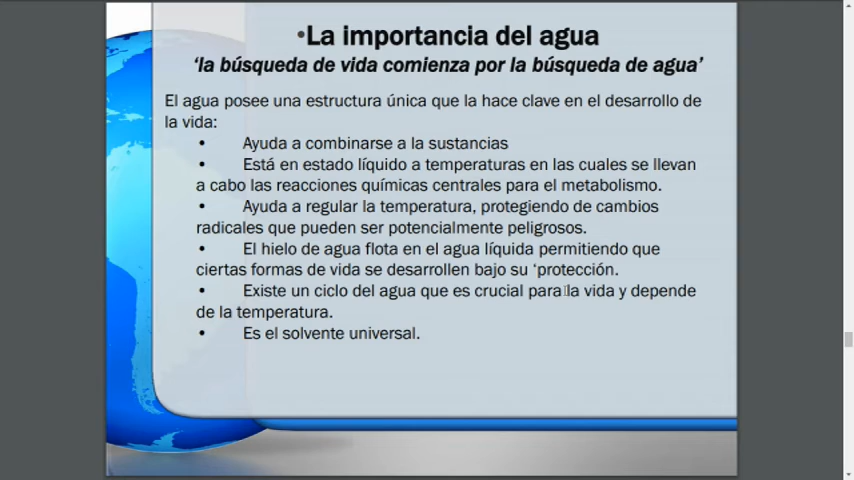 •La importancia del agua
‘la búsqueda de vida comienza por la búsqueda de agua’
El agua posee una estructura única que la hace clave en el desarrollo de
la vida:
• Ayuda a combinarse a la sustancias
• Está en estado líquido a temperaturas en las cuales se llevan
a cabo las reacciones químicas centrales para el metabolismo.
• Ayuda a regular la temperatura, protegiendo de cambios
radicales que pueden ser potencialmente peligrosos.
• El hielo de agua flota en el agua líquida permitiendo que
ciertas formas de vida se desarrollen bajo su ‘protección.
• Existe un ciclo del agua que es crucial para la vida y depende
de la temperatura.
• Es el solvente universal.